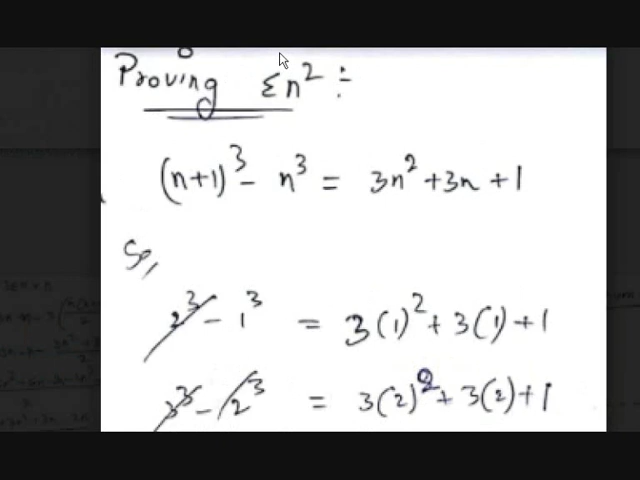 Proving Σn² :-
(n+1)³ - n³ = 3n² + 3n + 1
So,
2³ - 1³ = 3(1)² + 3(1) + 1
3³ - 2³ = 3(2)² + 3(2) + 1